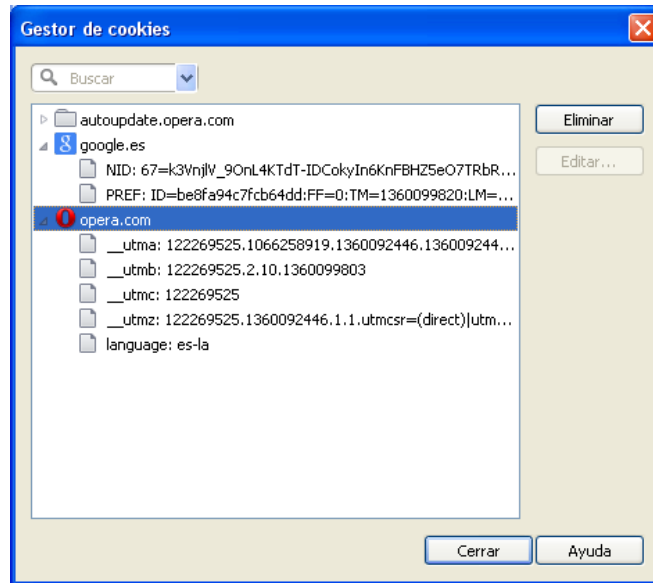 Gestor de cookies
Buscar
autoupdate.opera.com
Eliminar
google.es
NID: 67=k3VnjlV_9OnL4KTdT-IDCokyIn6KnFBHZ5eO7TRbR...
Editar...
PREF: ID=be8fa94c7fcb64dd:FF=0:TM=1360099820:LM=...
opera.com
__utma: 122269525.1066258919.1360092446.136009244...
__utmb: 122269525.2.10.1360099803
__utmc: 122269525
__utmz: 122269525.1360092446.1.1.utmcsr=(direct)|utm...
language: es-la
Cerrar
Ayuda